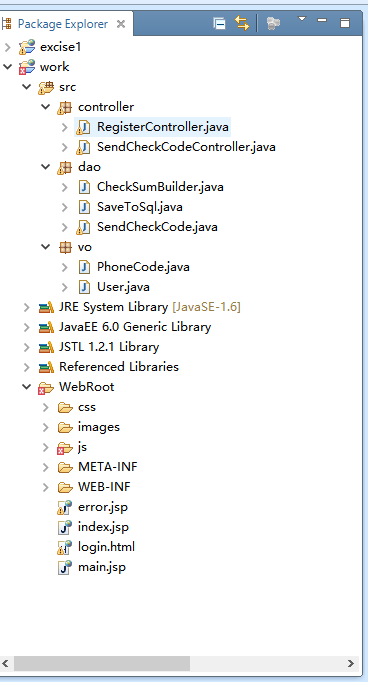 Package Explorer
excise1
work
src
controller
RegisterController.java
SendCheckCodeController.java
dao
CheckSumBuilder.java
SaveToSql.java
SendCheckCode.java
vo
PhoneCode.java
User.java
JRE System Library [JavaSE-1.6]
JavaEE 6.0 Generic Library
JSTL 1.2.1 Library
Referenced Libraries
WebRoot
css
images
js
META-INF
WEB-INF
error.jsp
index.jsp
login.html
main.jsp